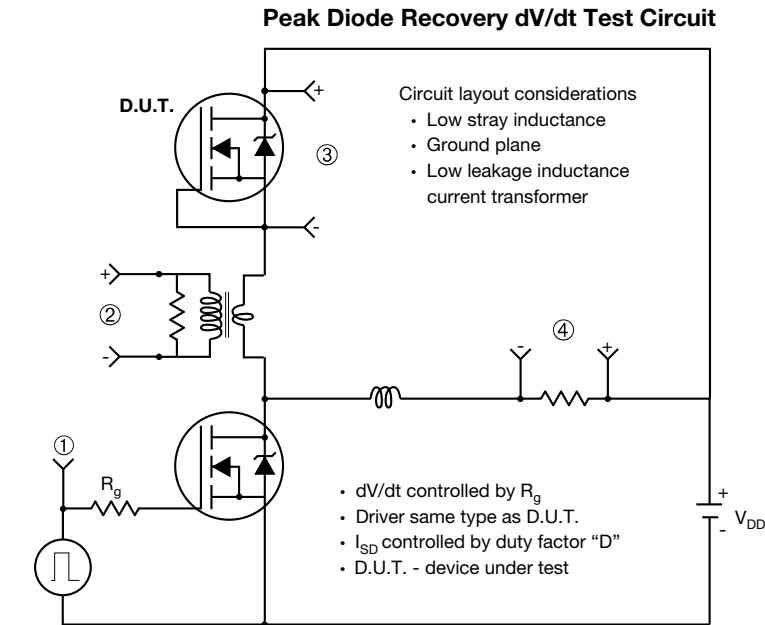 Peak Diode Recovery dV/dt Test Circuit
D.U.T.
+
Circuit layout considerations
• Low stray inductance
③
• Ground plane
• Low leakage inductance
current transformer
-
+
②
-
④
-
+
①
Rg
• dV/dt controlled by Rg
• Driver same type as D.U.T.
• ISD controlled by duty factor “D”
• D.U.T. - device under test
+
VDD
-